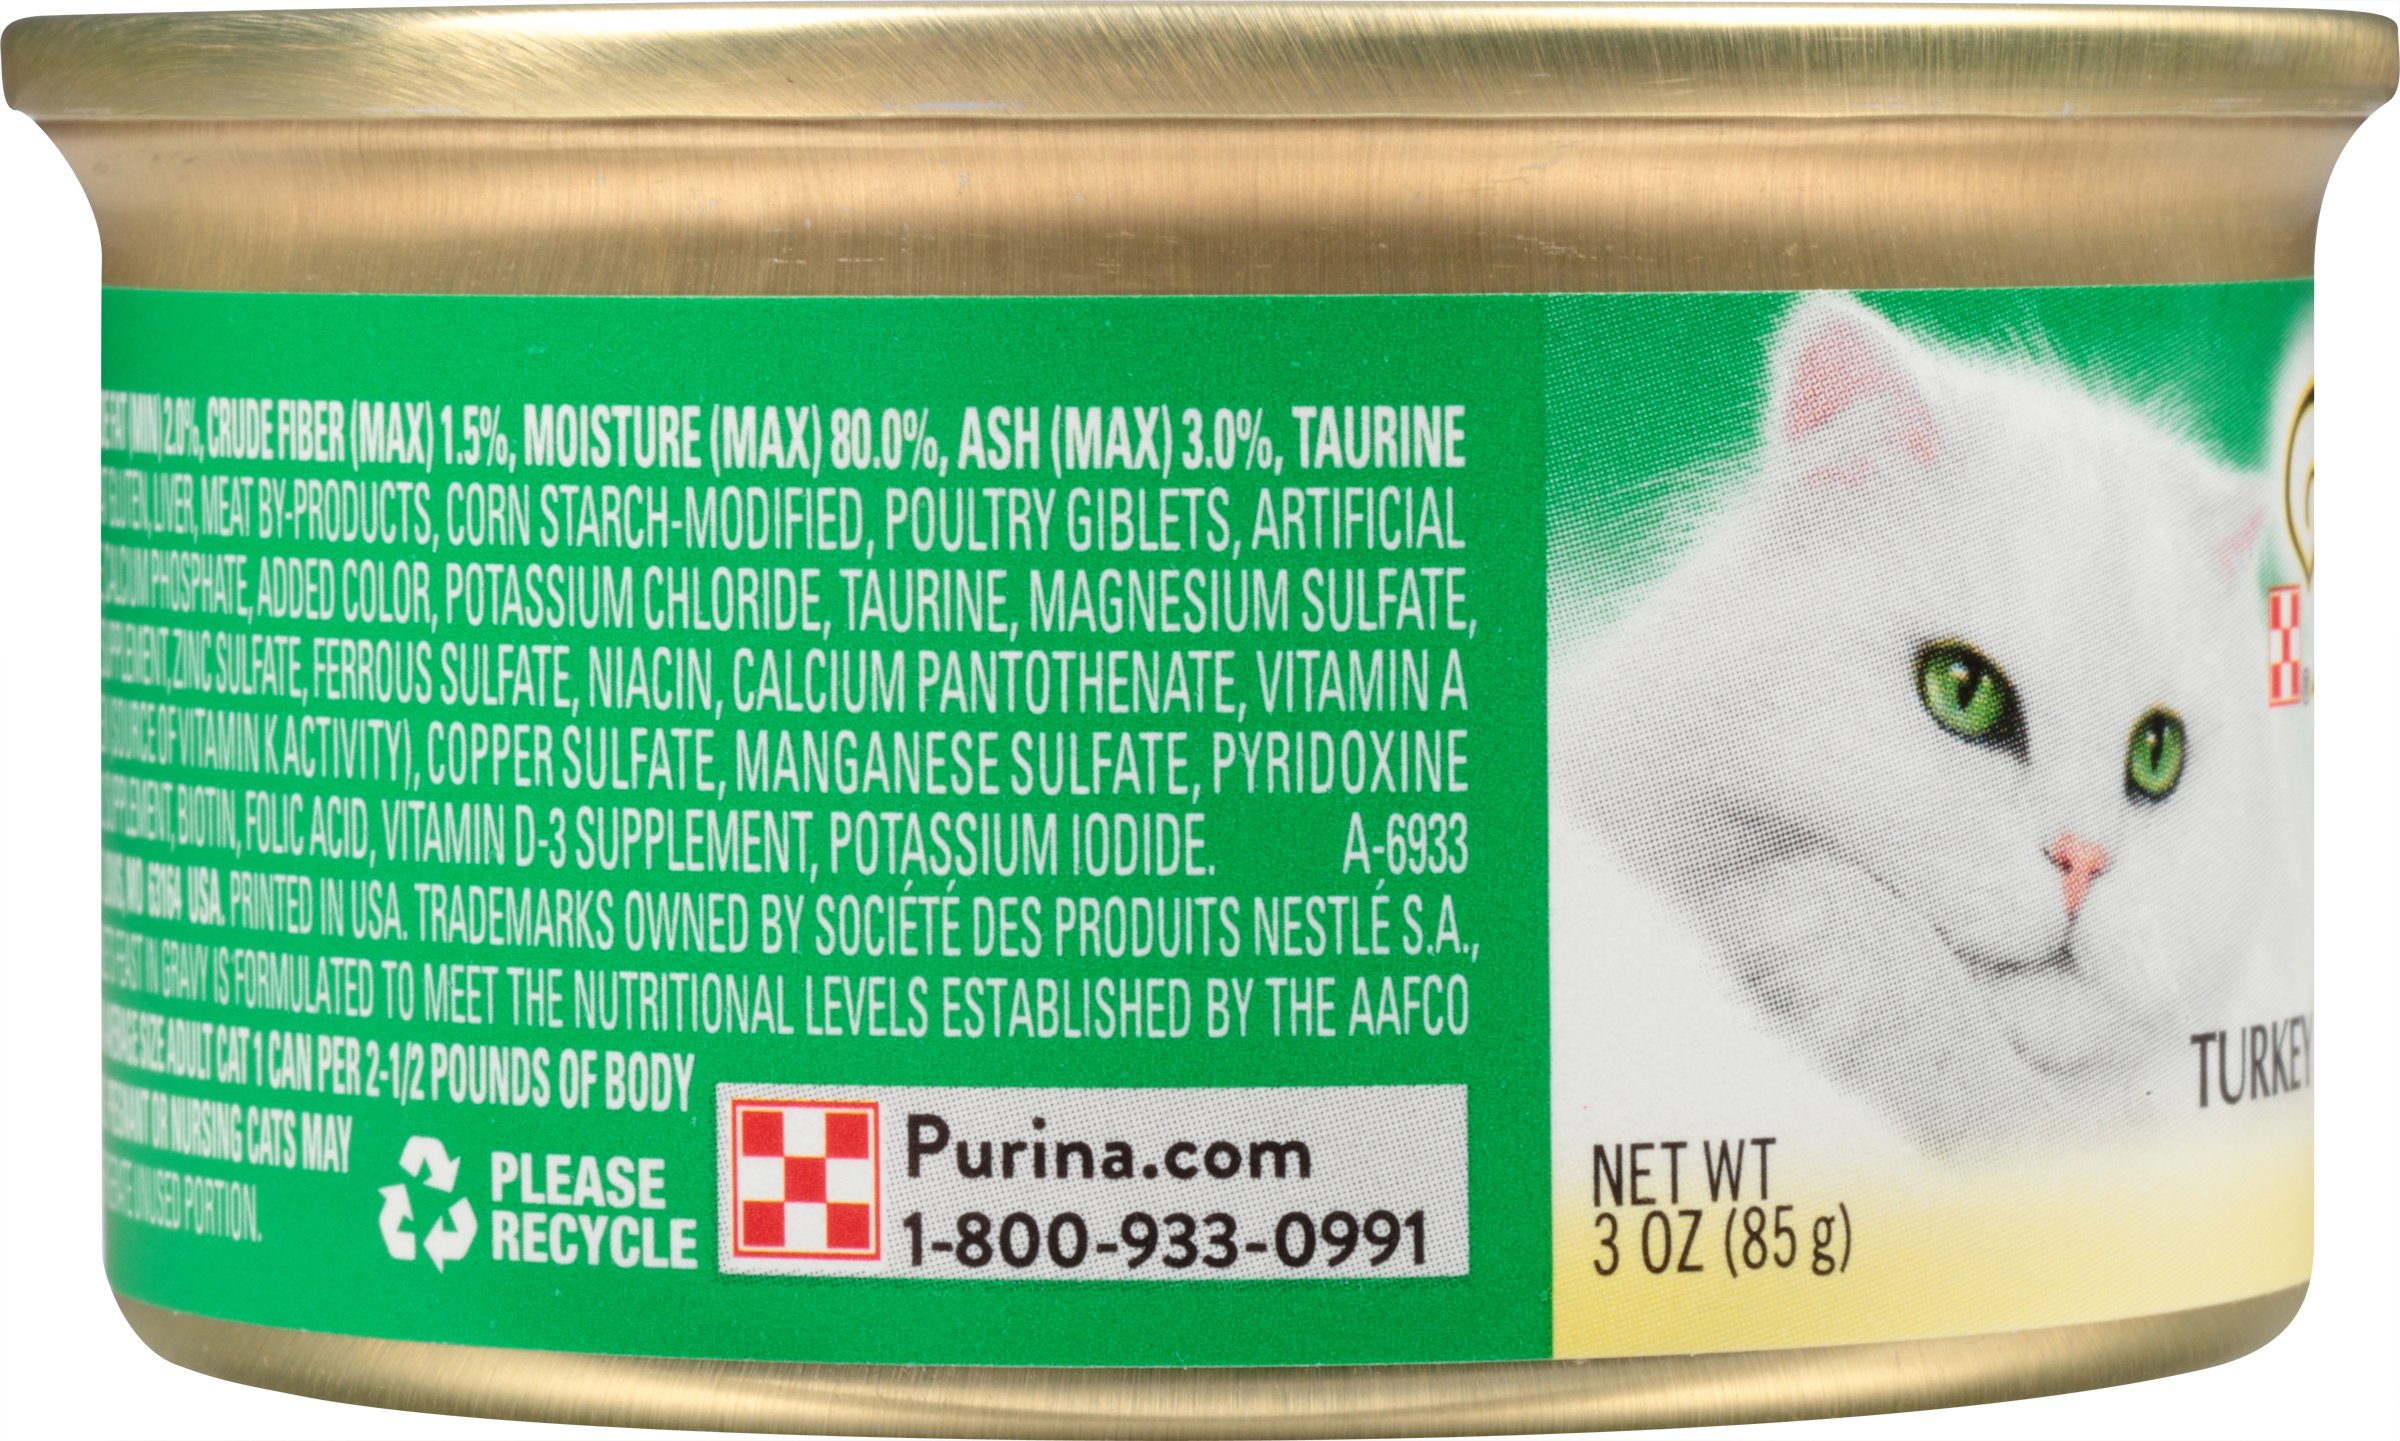 (MIN) 2.0%, CRUDE FIBER (MAX) 1.5%, MOISTURE (MAX) 80.0%, ASH (MAX) 3.0%, TAURINE
LIVER, MEAT BY-PRODUCTS, CORN STARCH-MODIFIED, POULTRY GIBLETS, ARTIFICIAL
PHOSPHATE, ADDED COLOR, POTASSIUM CHLORIDE, TAURINE, MAGNESIUM SULFATE,
ZINC SULFATE, FERROUS SULFATE, NIACIN, CALCIUM PANTOTHENATE, VITAMIN A
SOURCE OF VITAMIN K ACTIVITY), COPPER SULFATE, MANGANESE SULFATE, PYRIDOXINE
BIOTIN, FOLIC ACID, VITAMIN D-3 SUPPLEMENT, POTASSIUM IODIDE. A-6933
MO 63164 USA. PRINTED IN USA. TRADEMARKS OWNED BY SOCIÉTÉ DES PRODUITS NESTLÉ S.A.,
IN GRAVY IS FORMULATED TO MEET THE NUTRITIONAL LEVELS ESTABLISHED BY THE AAFCO
SIZE ADULT CAT 1 CAN PER 2-1/2 POUNDS OF BODY
OR NURSING CATS MAY
UNUSED PORTION.
PLEASE
RECYCLE
Purina.com
1-800-933-0991
NET WT
3 OZ (85 g)
TURKEY